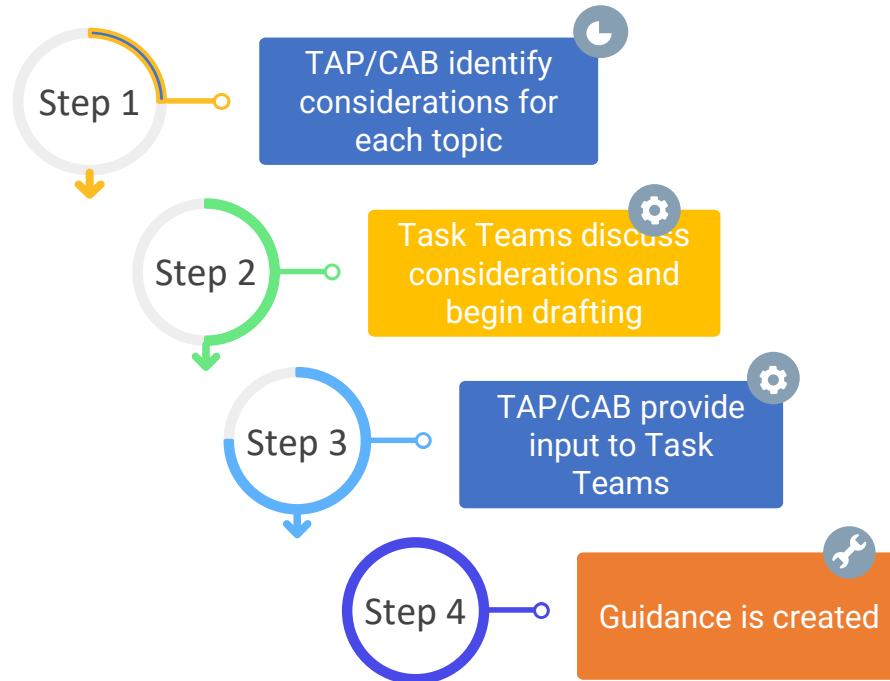 Step 1
TAP/CAB identify
considerations for
each topic
Step 2
Task Teams discuss
considerations and
begin drafting
Step 3
TAP/CAB provide
input to Task
Teams
Step 4
Guidance is created